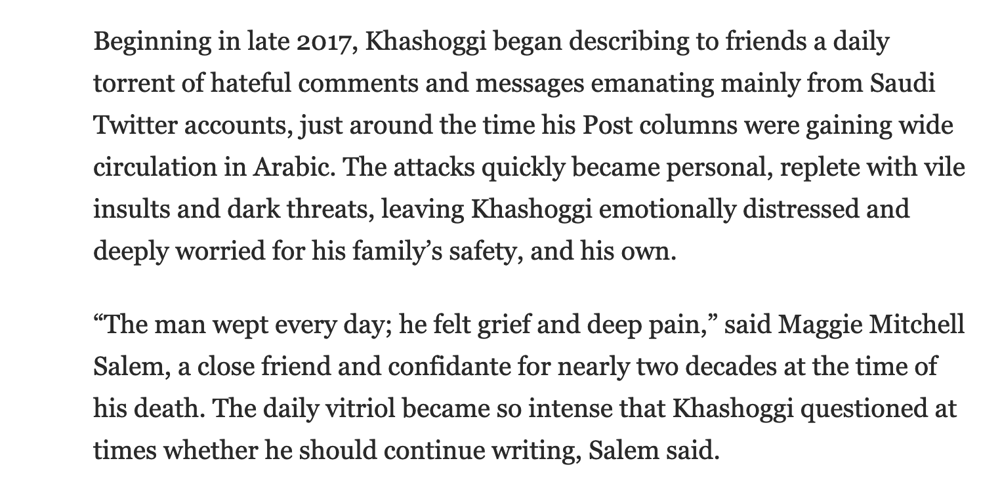 Beginning in late 2017, Khashoggi began describing to friends a daily
torrent of hateful comments and messages emanating mainly from Saudi
Twitter accounts, just around the time his Post columns were gaining wide
circulation in Arabic. The attacks quickly became personal, replete with vile
insults and dark threats, leaving Khashoggi emotionally distressed and
deeply worried for his family’s safety, and his own.
“The man wept every day; he felt grief and deep pain,” said Maggie Mitchell
Salem, a close friend and confidante for nearly two decades at the time of
his death. The daily vitriol became so intense that Khashoggi questioned at
times whether he should continue writing, Salem said.